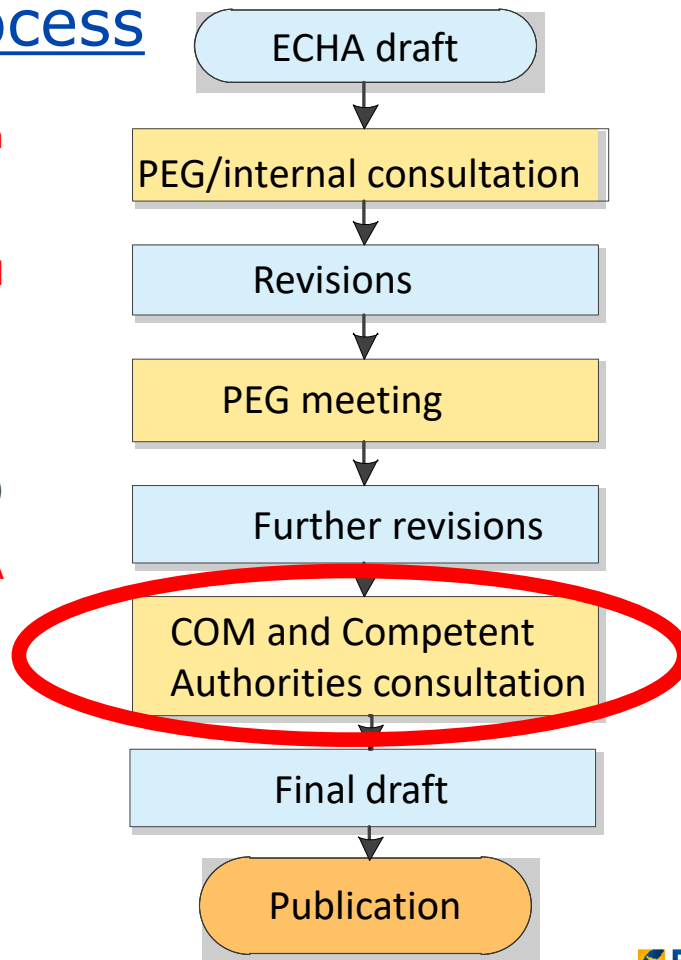 ocess
ECHA draft
PEG/internal consultation
Revisions
PEG meeting
Further revisions
COM and Competent
Authorities consultation
Final draft
Publication